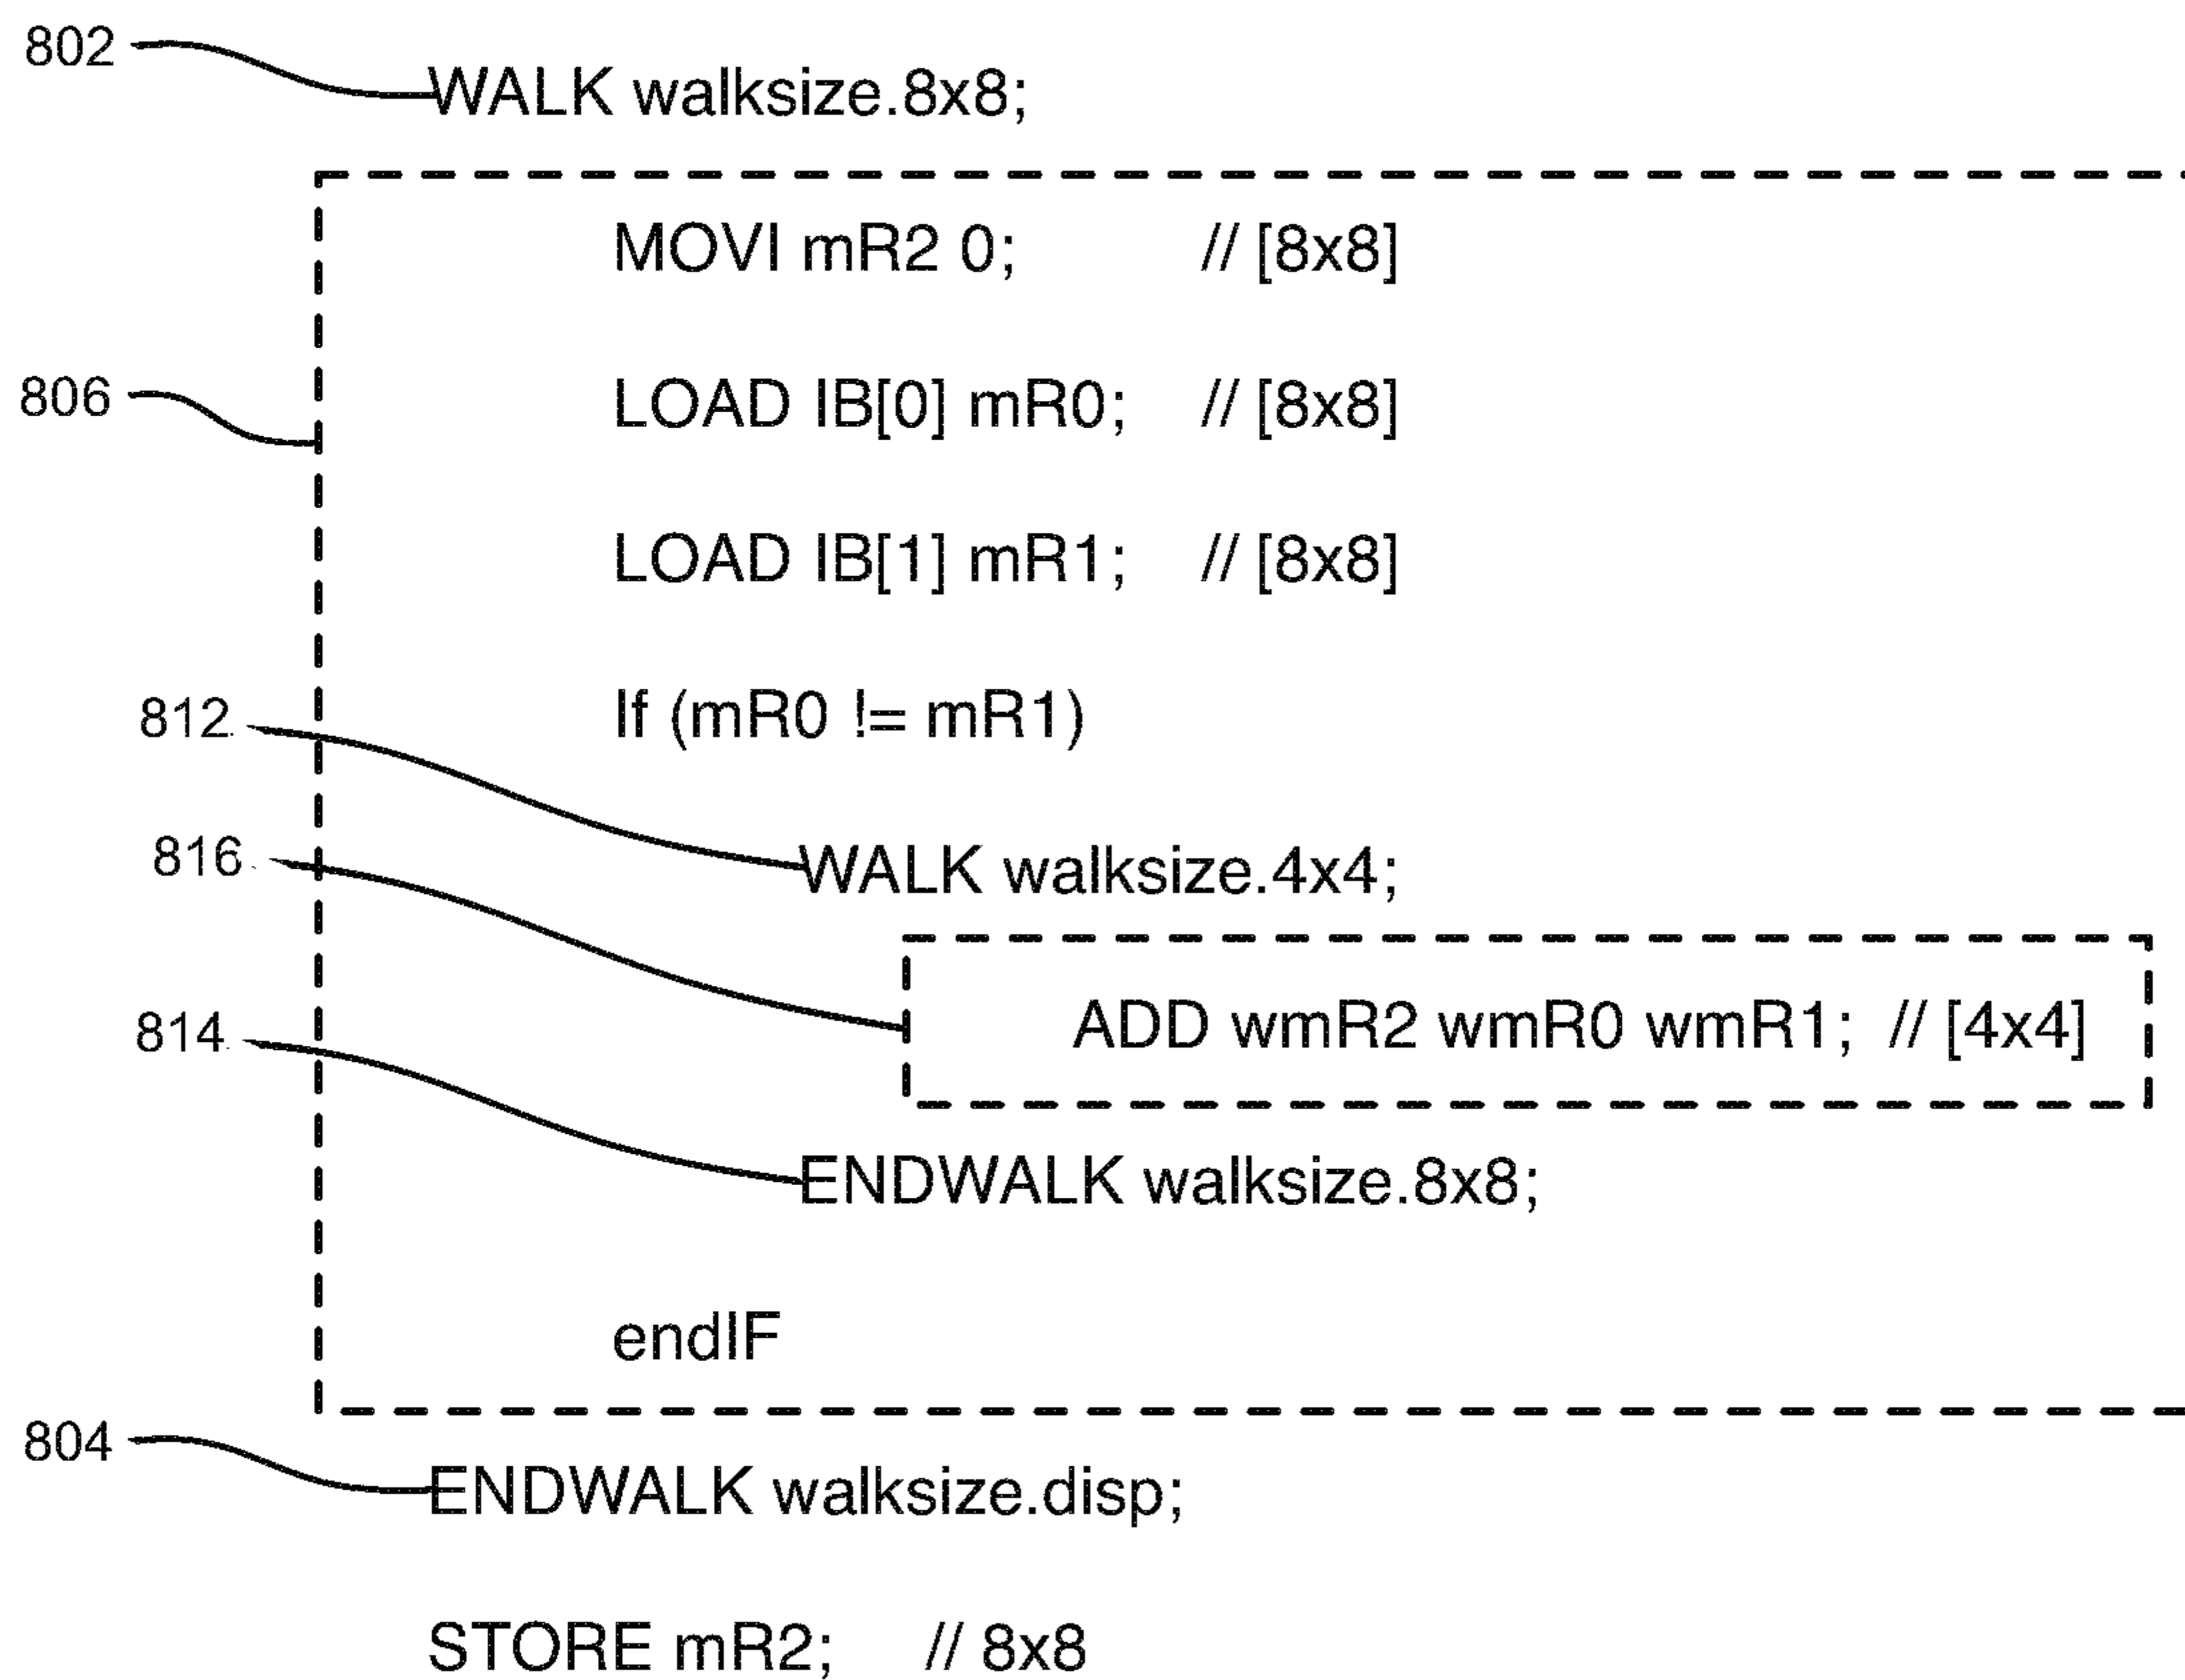 802
WALK walksize.8x8;
MOVI mR2 0; // [8x8]
806
LOAD IB[0] mR0; // [8x8]
LOAD IB[1] mR1; // [8x8]
812
If (mR0 != mR1)
816
WALK walksize.4x4;
814
ADD wmR2 wmR0 wmR1; // [4x4]
ENDWALK walksize.8x8;
endIF
804
ENDWALK walksize.disp;
STORE mR2; // 8x8